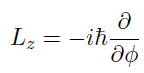 L_z = -iħ ∂/∂ϕ